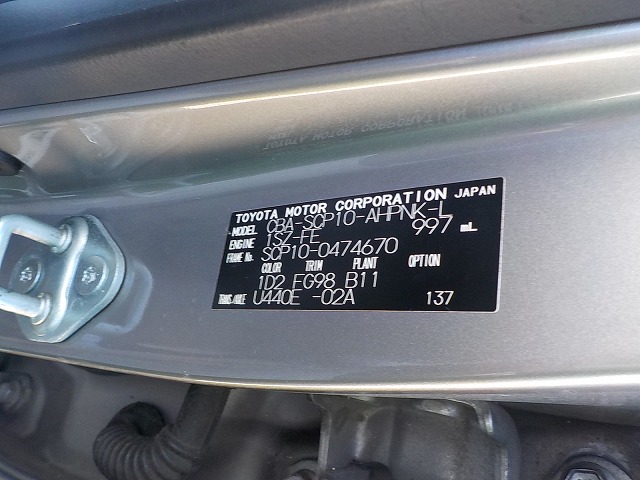 TOYOTA MOTOR CORPORATION JAPAN
MODEL CBA-SCP10-AHPNK-L
ENGINE 1SZ-FE 997 mL
FRAME No. SCP10-0474670
COLOR TRIM PLANT OPTION
1D2 FG98 B11
TRANS/AXLE U440E -02A 137